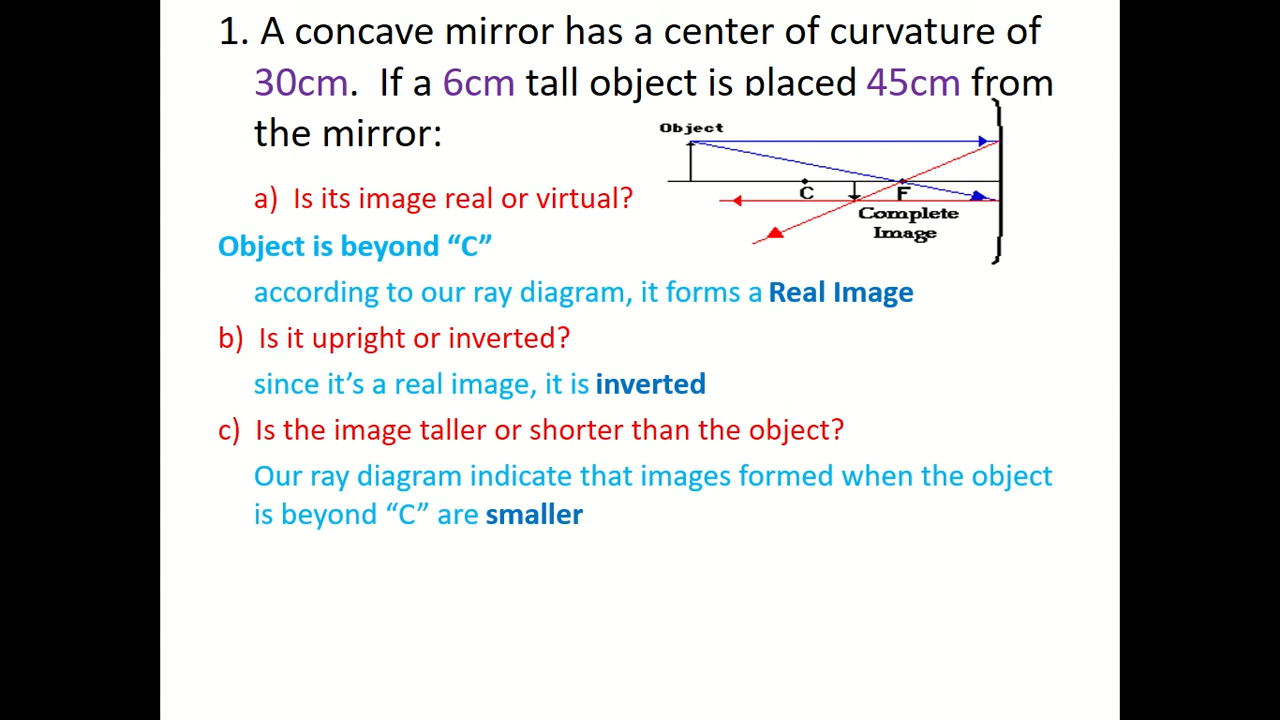 1. A concave mirror has a center of curvature of
30cm. If a 6cm tall object is placed 45cm from
the mirror:
Object
C
F
Complete
Image
a) Is its image real or virtual?
Object is beyond “C”
according to our ray diagram, it forms a Real Image
b) Is it upright or inverted?
since it’s a real image, it is inverted
c) Is the image taller or shorter than the object?
Our ray diagram indicate that images formed when the object
is beyond “C” are smaller